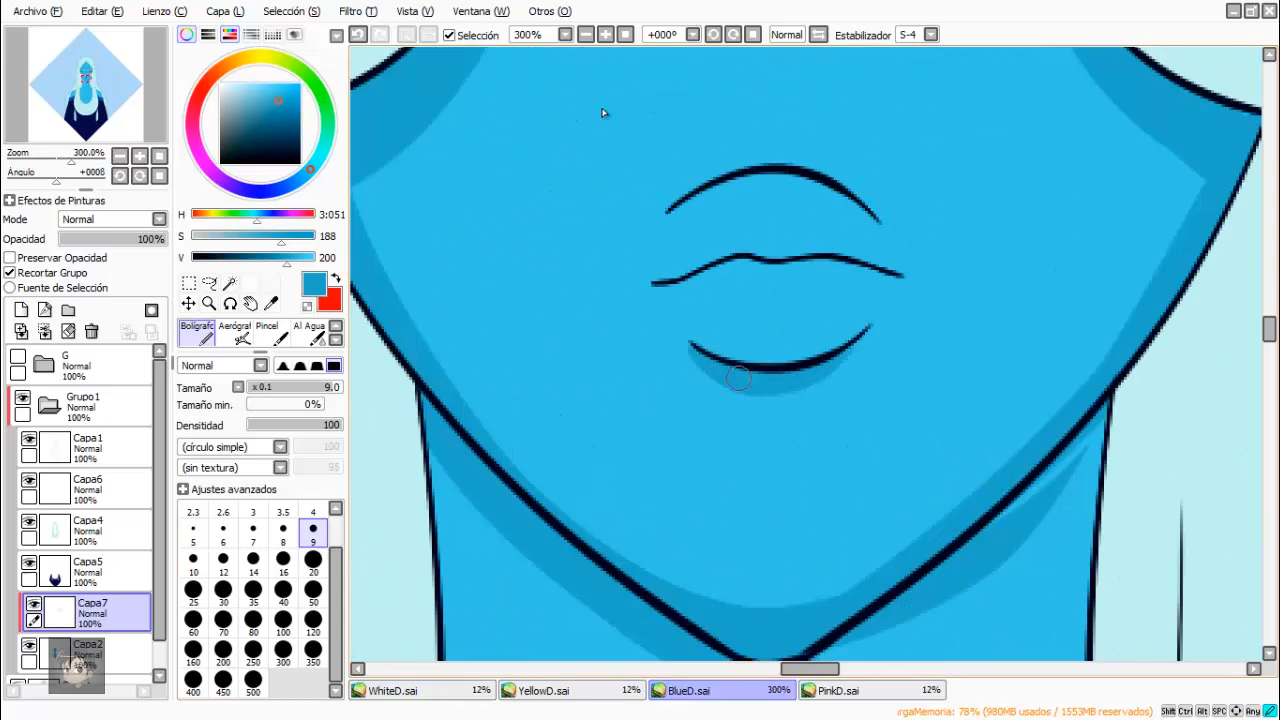 Archivo (F) Editar (E) Lienzo (C) Capa (L) Selección (S) Filtro (T) Vista (V) Ventana (W) Otros (O)
Selección 300% +000° Normal Estabilizador S-4
Zoom 300.0%
Ángulo +000ß
Efectos de Pinturas
Modo Normal
Opacidad 100%
Preservar Opacidad
Recortar Grupo
Fuente de Selección
G
Normal
100%
Grupo1
Normal
100%
Capa1
Normal
100%
Capa6
Normal
100%
Capa4
Normal
100%
Capa5
Normal
100%
Capa7
Normal
100%
Capa2
Normal
100%
H 3:051
S 188
V 200
Bolígrafo Aerógrafo Pincel Al Agua
Normal
Tamaño x 0.1 9.0
Tamaño min. 0%
Densitidad 100
(círculo simple) 100
(sin textura) 95
Ajustes avanzados
2.3 2.6 3 3.5 4
5 6 7 8 9
10 12 14 16 20
25 30 35 40 50
60 70 80 100 120
160 200 250 300 350
400 450 500
WhiteD.sai 12% YellowD.sai 12% BlueD.sai 300% PinkD.sai 12%
rgaMemoria: 78% (980MB usados / 1553MB reservados) Shift Ctrl Alt SPC Any